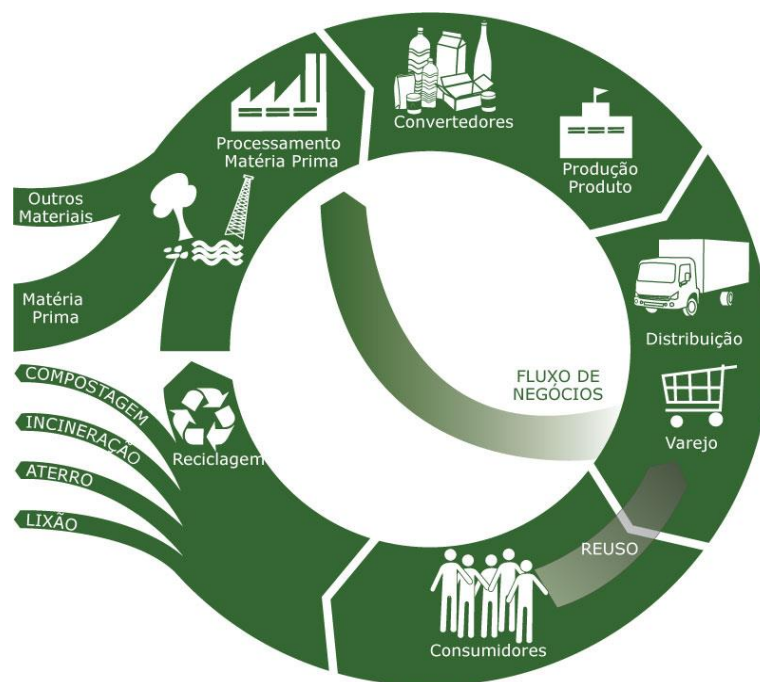 Processamento
Matéria Prima
Convertedores
Produção
Produto
Outros
Materiais
Matéria
Prima
Distribuição
Varejo
FLUXO DE
NEGÓCIOS
COMPOSTAGEM
INCINERAÇÃO
ATERRO
LIXÃO
Reciclagem
REUSO
Consumidores